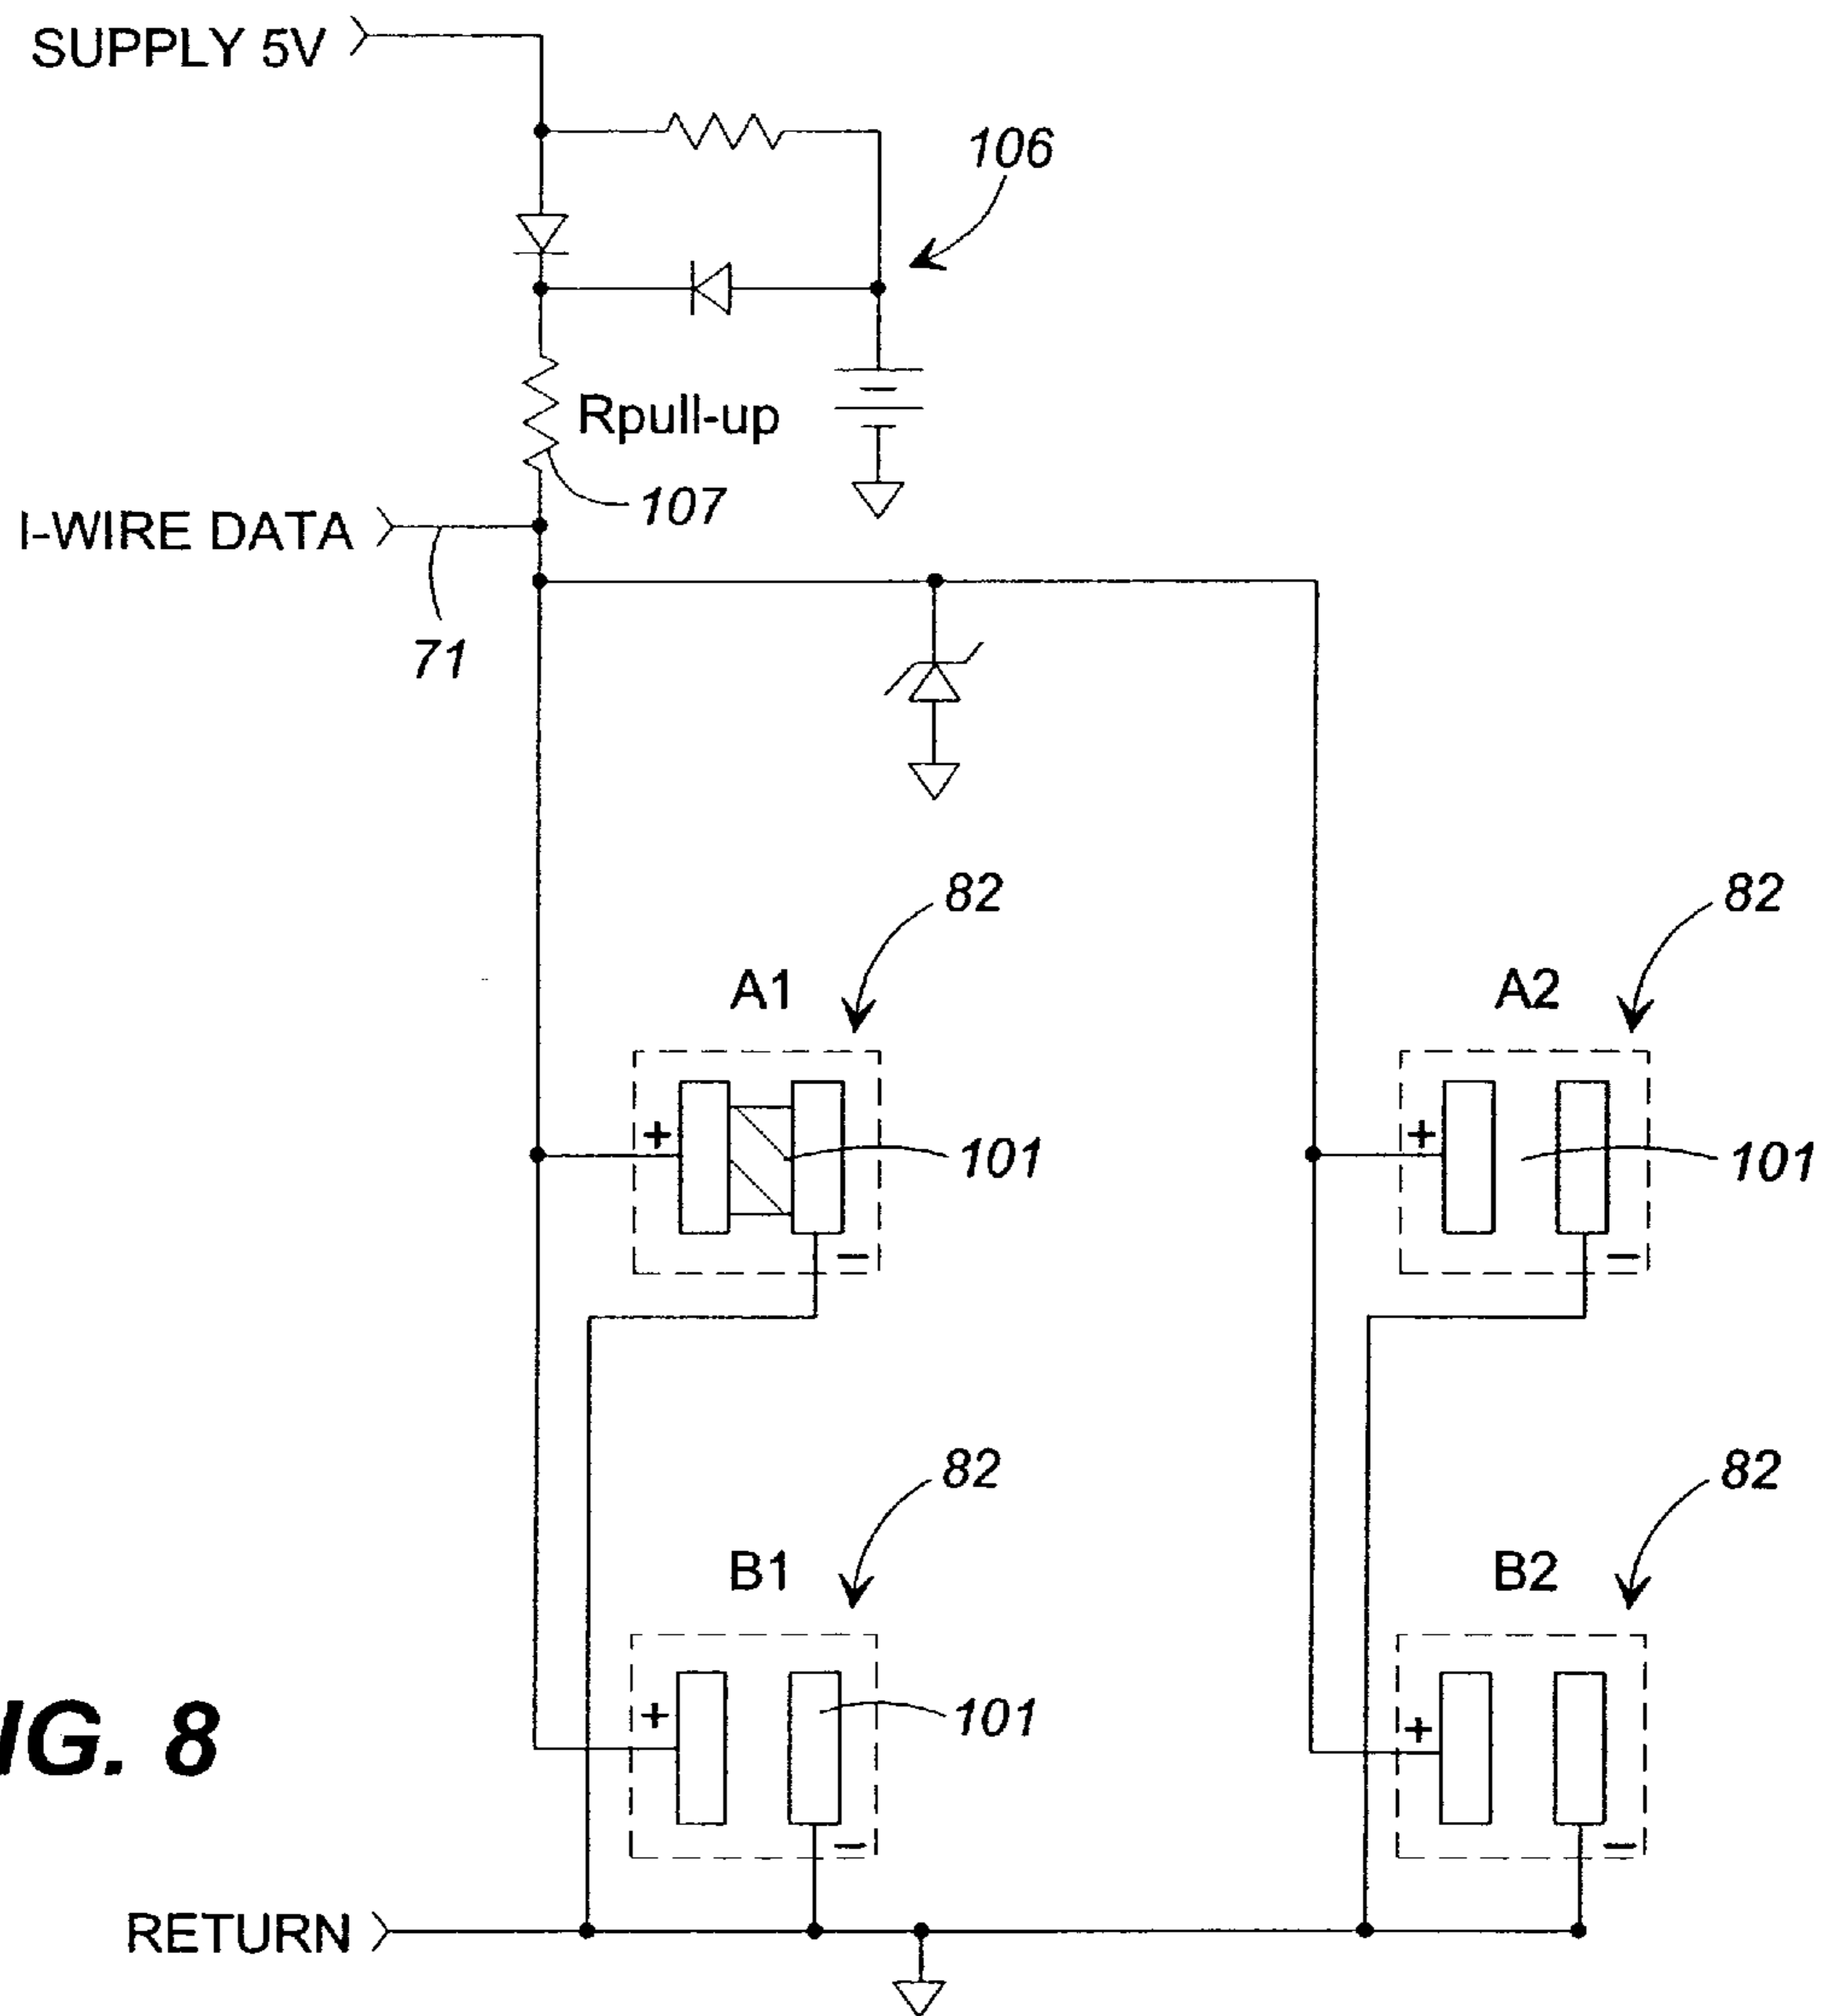 SUPPLY 5V
106
Rpull-up
107
I-WIRE DATA
71
82
82
A1
A2
+
101
+
101
−
−
82
82
B1
B2
+
101
+
−
−
IG. 8
RETURN